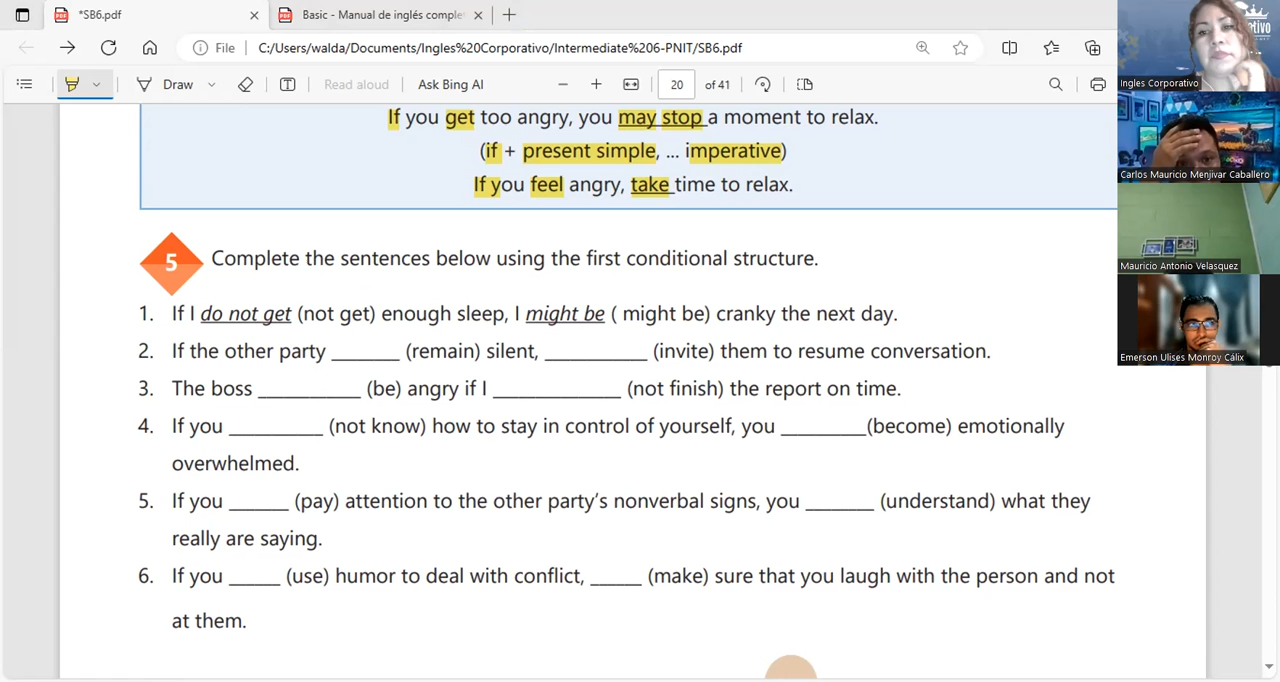 *SB6.pdf
Basic - Manual de inglés comple
File C:/Users/walda/Documents/Ingles%20Corporativo/Intermediate%206-PNIT/SB6.pdf
Draw Read aloud Ask Bing AI 20 of 41
If you get too angry, you may stop a moment to relax.
(if + present simple, ... imperative)
If you feel angry, take time to relax.
5 Complete the sentences below using the first conditional structure.
1. If I do not get (not get) enough sleep, I might be ( might be) cranky the next day.
2. If the other party _______ (remain) silent, __________ (invite) them to resume conversation.
3. The boss __________ (be) angry if I ____________ (not finish) the report on time.
4. If you _________ (not know) how to stay in control of yourself, you ________(become) emotionally
overwhelmed.
5. If you ______ (pay) attention to the other party's nonverbal signs, you _______ (understand) what they
really are saying.
6. If you _____ (use) humor to deal with conflict, _____ (make) sure that you laugh with the person and not
at them.
Ingles Corporativo
Carlos Mauricio Menjivar Caballero
Mauricio Antonio Velasquez
Emerson Ulises Monroy Cálix